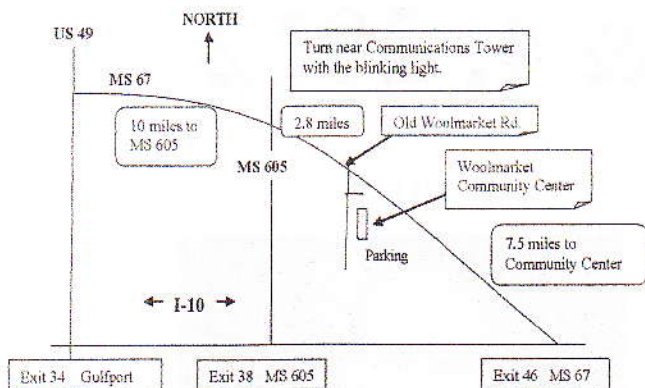 NORTH
US 49
Turn near Communications Tower
with the blinking light.
MS 67
10 miles to
MS 605
2.8 miles
Old Woolmarket Rd.
MS 605
Woolmarket
Community Center
Parking
7.5 miles to
Community Center
I-10
Exit 34 Gulfport
Exit 38 MS 605
Exit 46 MS 67